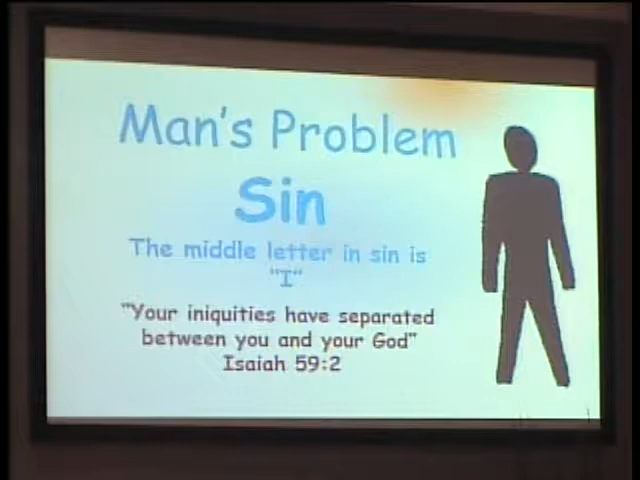 Man's Problem
Sin
The middle letter in sin is
"I"
"Your iniquities have separated
between you and your God"
Isaiah 59:2